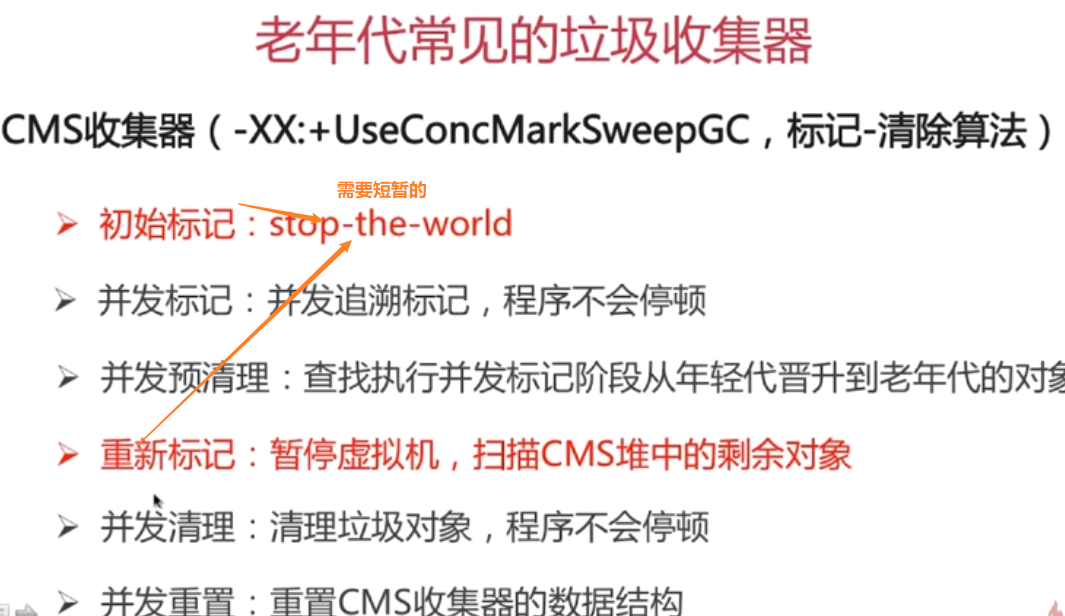 老年代常见的垃圾收集器
CMS收集器（-XX:+UseConcMarkSweepGC，标记-清除算法）
需要短暂的
初始标记：stop-the-world
并发标记：并发追溯标记，程序不会停顿
并发预清理：查找执行并发标记阶段从年轻代晋升到老年代的对象
重新标记：暂停虚拟机，扫描CMS堆中的剩余对象
并发清理：清理垃圾对象，程序不会停顿
并发重置：重置CMS收集器的数据结构